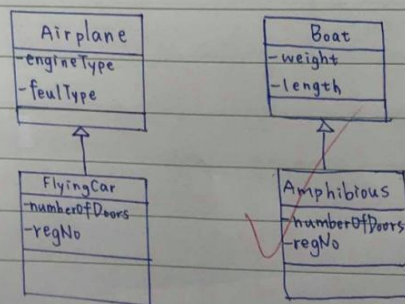 Airplane
-engineType
-feulType
Boat
-weight
-length
FlyingCar
-numberOfDoors
-regNo
Amphibious
-numberOfDoors
-regNo